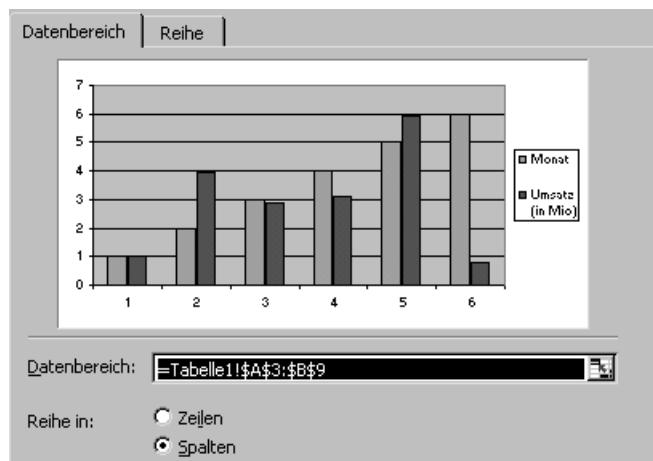 Datenbereich Reihe
7
6
5
4
3
2
1
0
1 2 3 4 5 6
Monat
Umsatz
(in Mio)
Datenbereich: =Tabelle1!$A$3:$B$9
Reihe in: Zeilen
Spalten